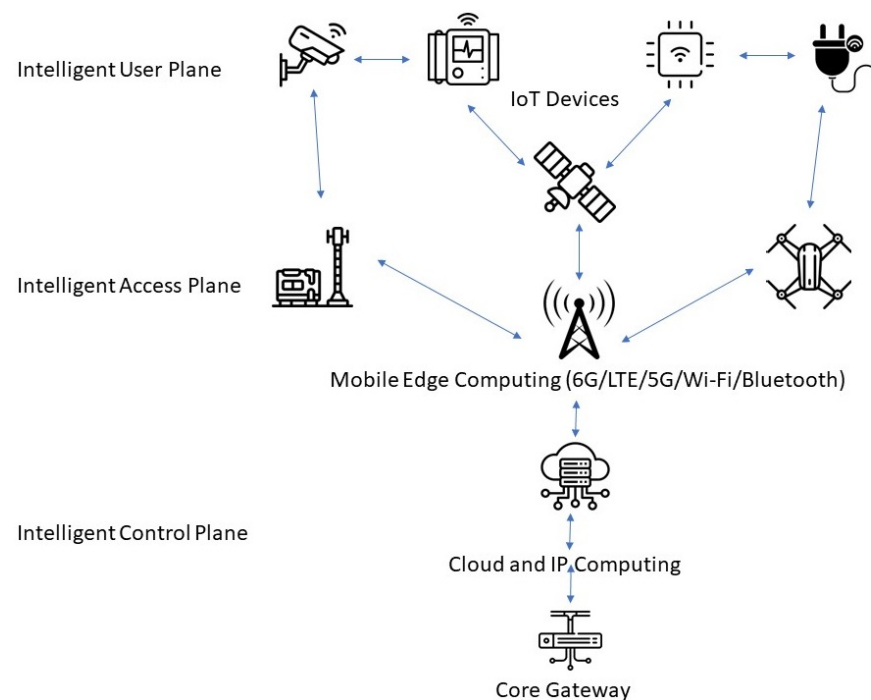 Intelligent User Plane
IoT Devices
Intelligent Access Plane
Mobile Edge Computing (6G/LTE/5G/Wi-Fi/Bluetooth)
Intelligent Control Plane
Cloud and IP Computing
Core Gateway